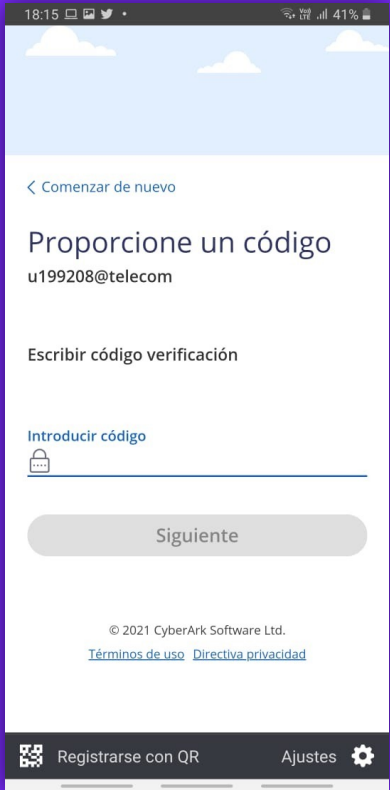 18:15
41%
Comenzar de nuevo
Proporcione un código
u199208@telecom
Escribir código verificación
Introducir código
Siguiente
© 2021 CyberArk Software Ltd.
Términos de uso Directiva privacidad
Registrarse con QR Ajustes